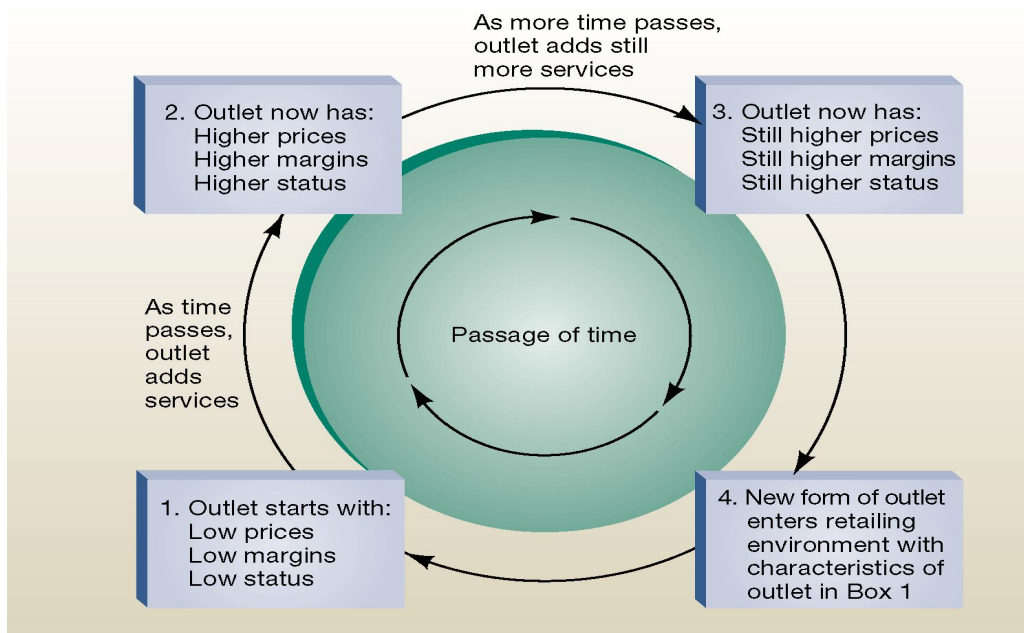 As more time passes,
outlet adds still
more services
2. Outlet now has:
Higher prices
Higher margins
Higher status
3. Outlet now has:
Still higher prices
Still higher margins
Still higher status
As time
passes,
outlet
adds
services
Passage of time
1. Outlet starts with:
Low prices
Low margins
Low status
4. New form of outlet
enters retailing
environment with
characteristics of
outlet in Box 1